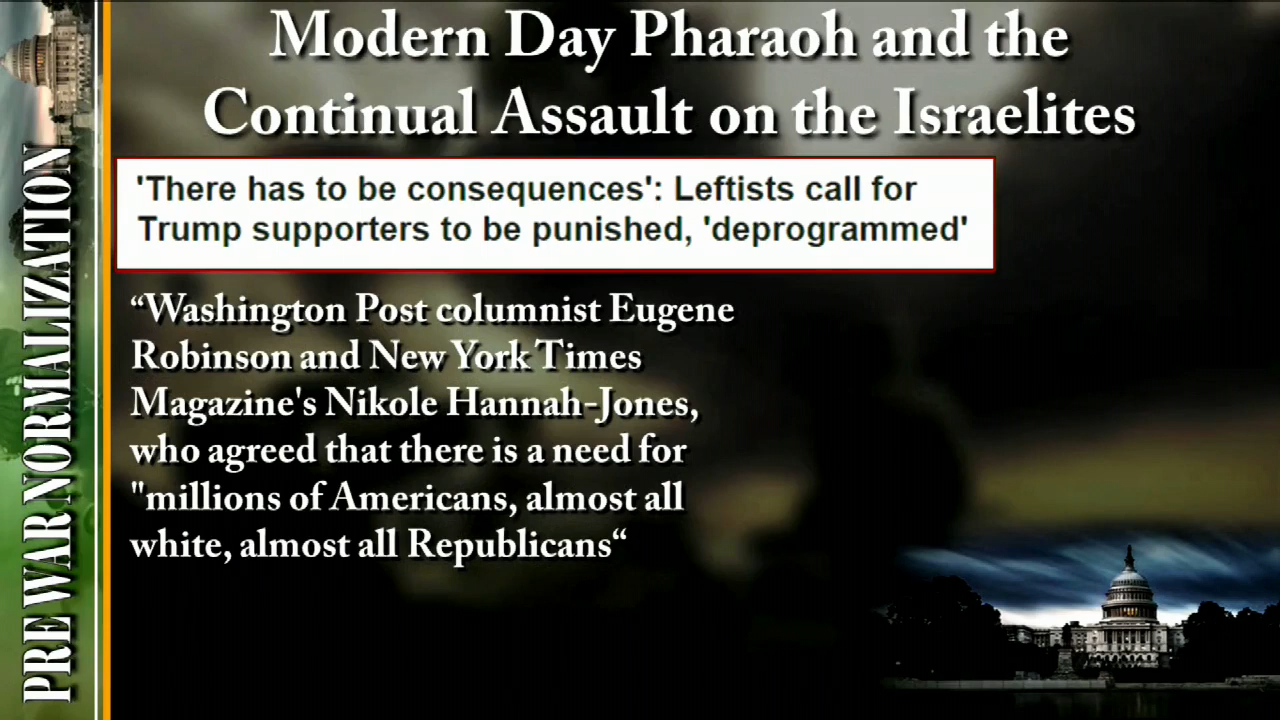 Modern Day Pharaoh and the
Continual Assault on the Israelites
'There has to be consequences': Leftists call for
Trump supporters to be punished, 'deprogrammed'
“Washington Post columnist Eugene
Robinson and New York Times
Magazine's Nikole Hannah-Jones,
who agreed that there is a need for
"millions of Americans, almost all
white, almost all Republicans“
PRE WAR NORMALIZATION